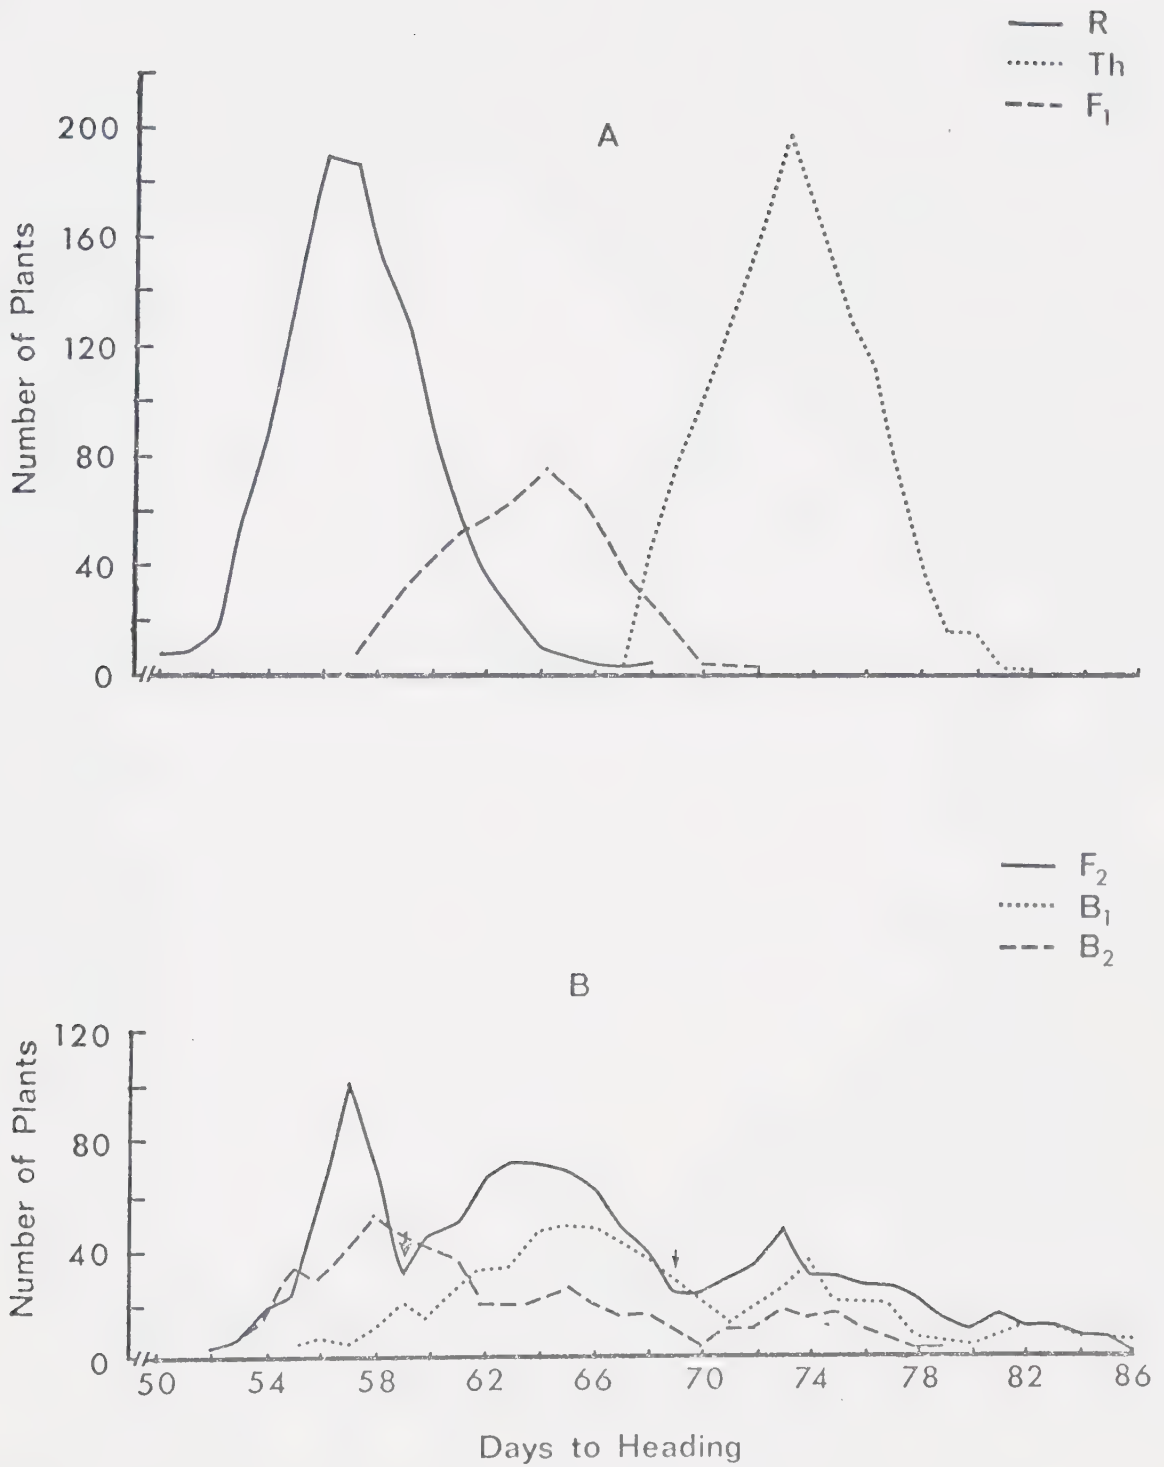 R
Th
F₁
A
200
160
120
80
40
0
Number of Plants
F₂
B₁
B₂
B
120
80
40
0
Number of Plants
50 54 58 62 66 70 74 78 82 86
Days to Heading